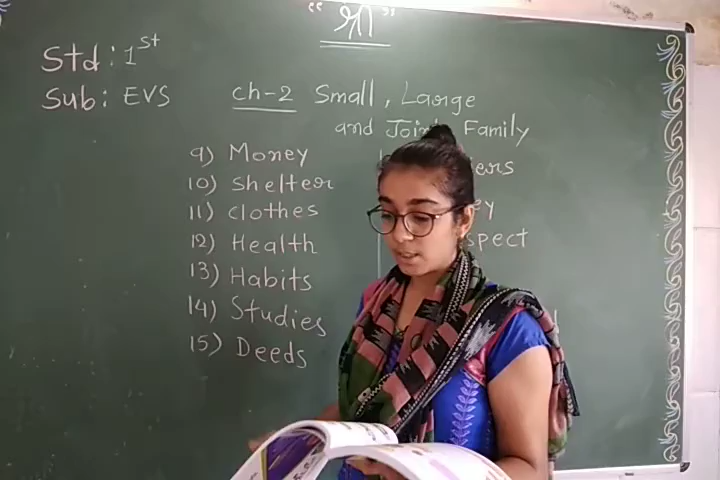 " श्री "
Std : 1st
Sub : EVS
ch-2 Small, Large
and Joint Family
9) Money
10) Shelter
11) Clothes
12) Health
13) Habits
14) Studies
15) Deeds